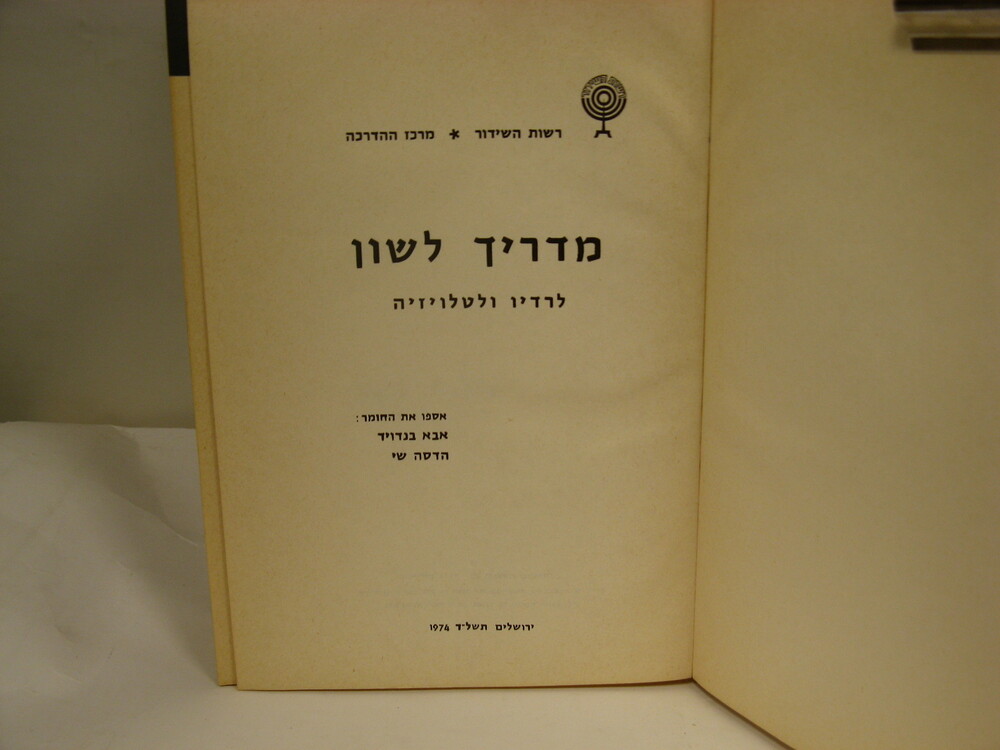 רשות השידור * מרכז ההדרכה
מדריך לשון
לרדיו ולטלויזיה
אספו את החומר:
אבא בנדויד
הדסה שי
ירושלים תשל"ד 1974